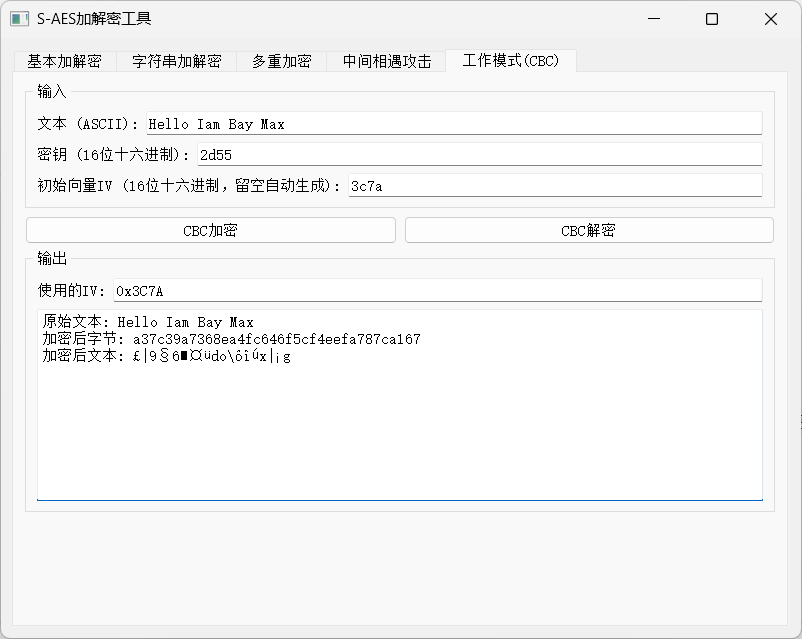 S-AES加解密工具
基本加解密 字符串加解密 多重加解密 中间相遇攻击 工作模式(CBC)
输入
文本 (ASCII): Hello Iam Bay Max
密钥 (16位十六进制): 2d55
初始向量IV (16位十六进制，留空自动生成): 3c7a
CBC加密 CBC解密
输出
使用的IV: 0x3C7A
原始文本: Hello Iam Bay Max
加密后字节: a37c39a7368ea4fc646f5cf4eefa787ca167
加密后文本: £|9§6■¤üdo\ôîúx|¡g